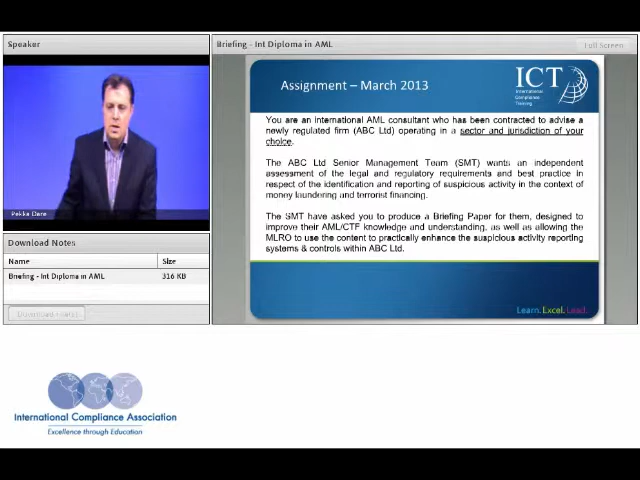 Speaker
Pekka Dare
Download Notes
Name Size
Briefing - Int Diploma in AML 316 KB
Download File(s)
Briefing - Int Diploma in AML
Full Screen
Assignment – March 2013
ICT
International
Compliance
Training
You are an international AML consultant who has been contracted to advise a
newly regulated firm (ABC Ltd) operating in a sector and jurisdiction of your
choice.
The ABC Ltd Senior Management Team (SMT) wants an independent
assessment of the legal and regulatory requirements and best practice in
respect of the identification and reporting of suspicious activity in the context of
money laundering and terrorist financing.
The SMT have asked you to produce a Briefing Paper for them, designed to
improve their AML/CTF knowledge and understanding, as well as allowing the
MLRO to use the content to practically enhance the suspicious activity reporting
systems & controls within ABC Ltd.
Learn.Excel.Lead.
International Compliance Association
Excellence through Education